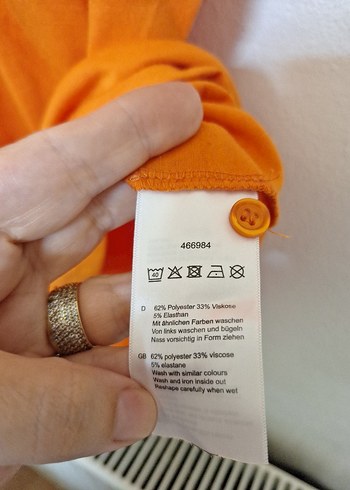 466984
40
D 62% Polyester 33% Viskose
5% Elasthan
Mit ähnlichen Farben waschen
Von links waschen und bügeln
Nass vorsichtig in Form ziehen
GB 62% polyester 33% viscose
5% elastane
Wash with similar colours
Wash and iron inside out
Reshape carefully when wet